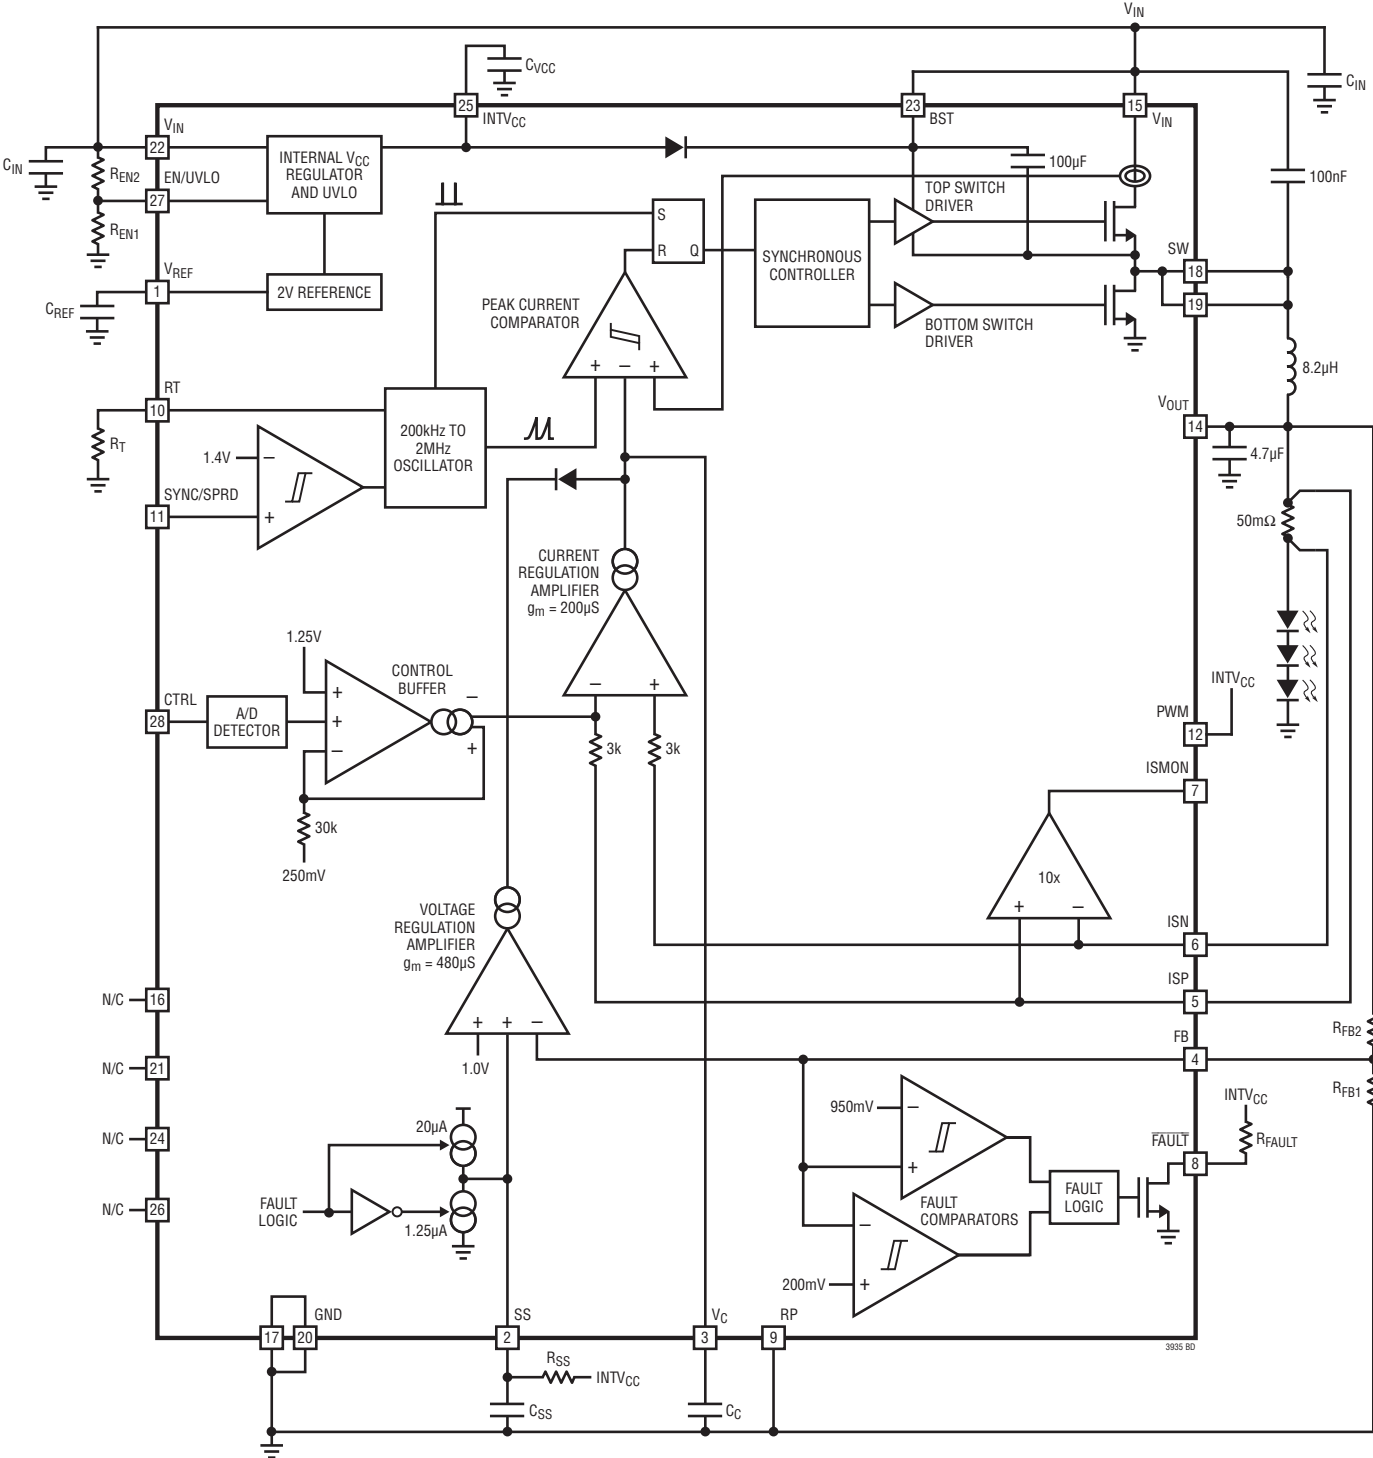 VIN
CVCC
CIN
25
INTVCC
23
BST
15
VIN
VIN
22
CIN
REN2
EN/UVLO
27
REN1
INTERNAL VCC
REGULATOR
AND UVLO
100µF
100nF
TOP SWITCH
DRIVER
S
R
Q
SYNCHRONOUS
CONTROLLER
SW
18
19
VREF
1
CREF
2V REFERENCE
PEAK CURRENT
COMPARATOR
+
–
+
BOTTOM SWITCH
DRIVER
8.2µH
RT
10
RT
200kHz TO
2MHz
OSCILLATOR
VOUT
14
4.7µF
1.4V
–
SYNC/SPRD
11
+
50mΩ
CURRENT
REGULATION
AMPLIFIER
gm = 200µS
–
+
1.25V
CONTROL
BUFFER
+
+
–
–
+
CTRL
28
A/D
DETECTOR
3k
3k
30k
250mV
INTVCC
PWM
12
ISMON
7
10x
+
–
VOLTAGE
REGULATION
AMPLIFIER
gm = 480µS
+
+
–
1.0V
ISN
6
ISP
5
FB
4
RFB2
RFB1
N/C
16
N/C
21
N/C
24
N/C
26
950mV
–
+
INTVCC
RFAULT
FAULT
8
20µA
1.25µA
FAULT
LOGIC
FAULT
COMPARATORS
FAULT
LOGIC
–
200mV
+
GND
17
20
SS
2
VC
3
RP
9
3935 BD
RSS
INTVCC
CSS
CC